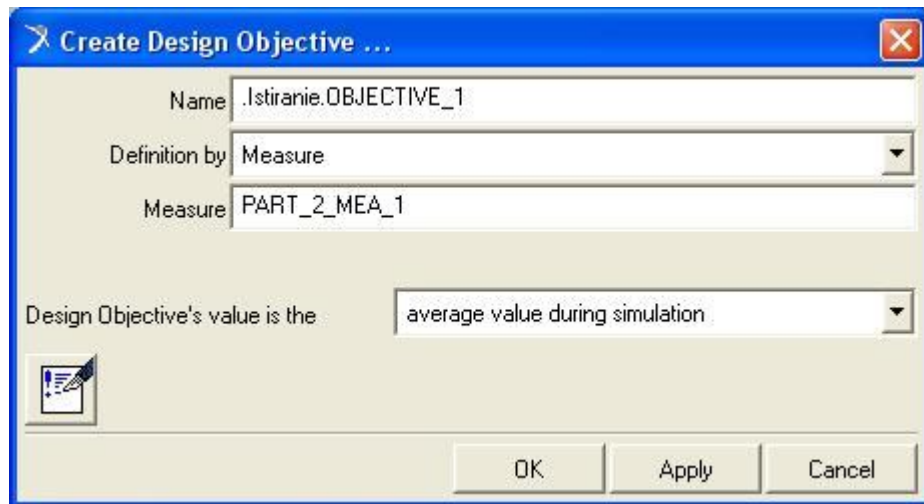 Create Design Objective ...
Name .Istiranie.OBJECTIVE_1
Definition by Measure
Measure PART_2_MEA_1
Design Objective's value is the average value during simulation
OK Apply Cancel